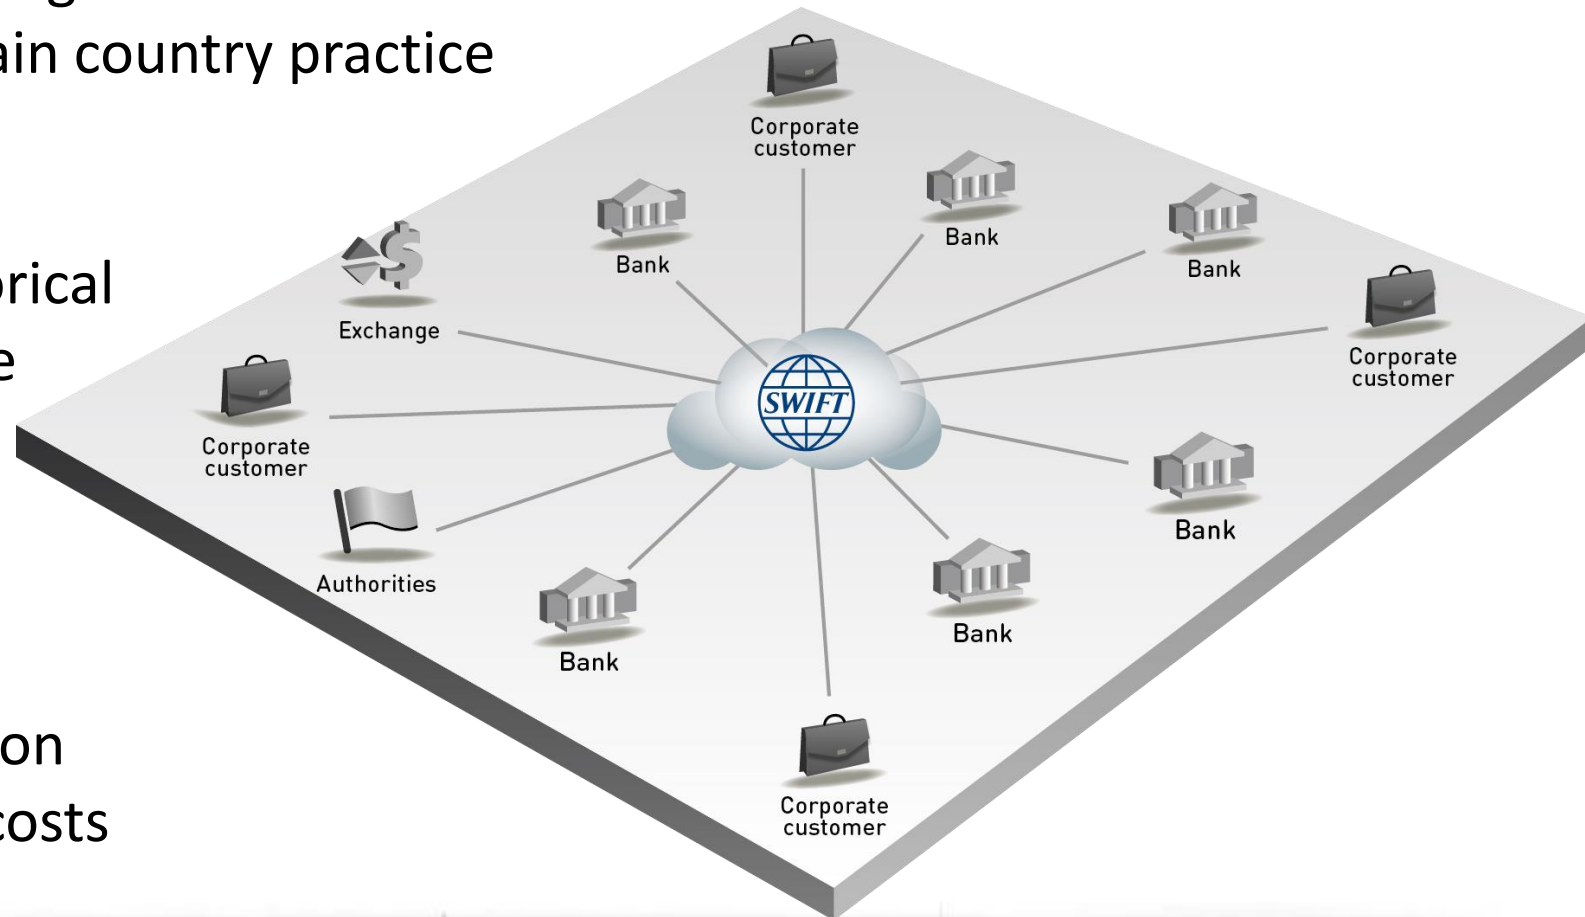 ain country practice
orical
e
on
costs
Corporate
customer
Bank
Bank
Bank
Exchange
Corporate
customer
Corporate
customer
SWIFT
Authorities
Bank
Bank
Bank
Corporate
customer